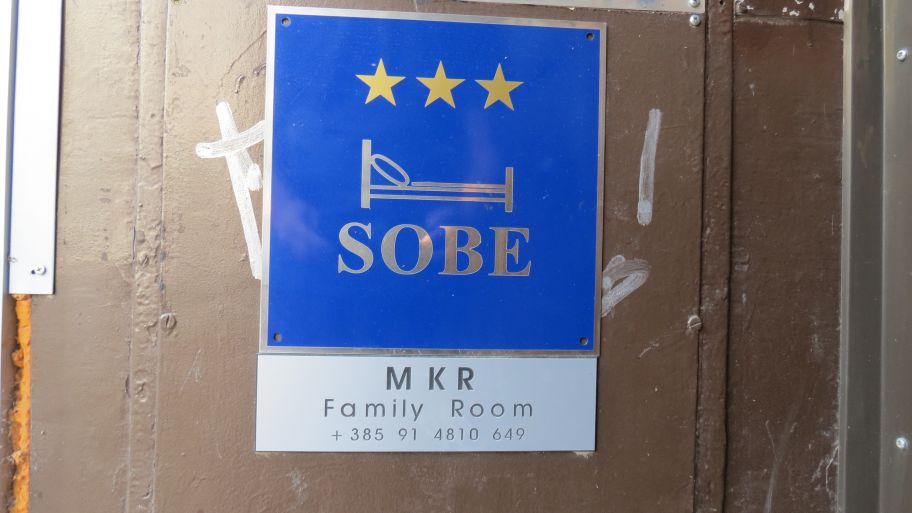 SOBE
MKR
Family Room
+385 91 4810 649